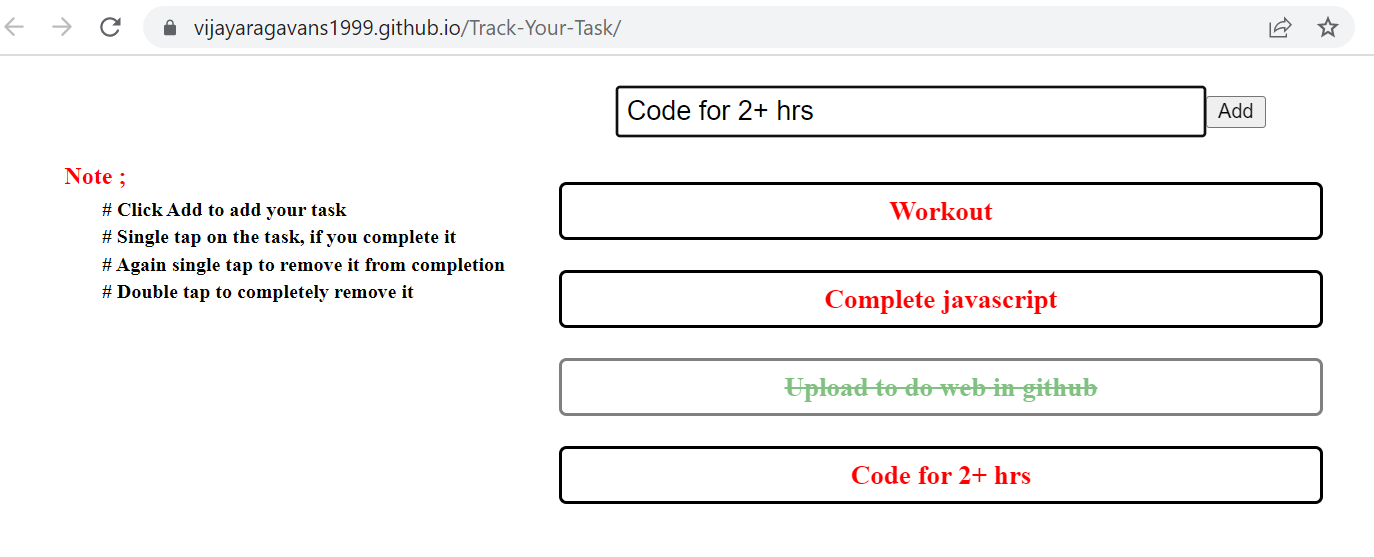 vijayaragavans1999.github.io/Track-Your-Task/
Code for 2+ hrs
Add
Note ;
# Click Add to add your task
# Single tap on the task, if you complete it
# Again single tap to remove it from completion
# Double tap to completely remove it
Workout
Complete javascript
Upload to do web in github
Code for 2+ hrs